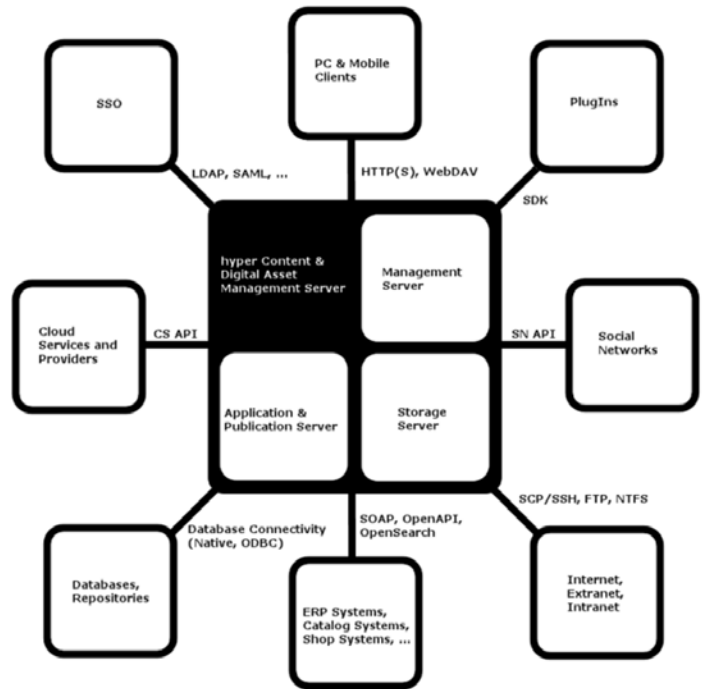 PC & Mobile
Clients
SSO
PlugIns
LDAP, SAML, ...
HTTP(S), WebDAV
SDK
hyper Content &
Digital Asset
Management Server
Management
Server
Cloud
Services and
Providers
CS API
SN API
Social
Networks
Application &
Publication Server
Storage
Server
SCP/SSH, FTP, NTFS
Database Connectivity
(Native, ODBC)
SOAP, OpenAPI,
OpenSearch
Databases,
Repositories
ERP Systems,
Catalog Systems,
Shop Systems, ...
Internet,
Extranet,
Intranet